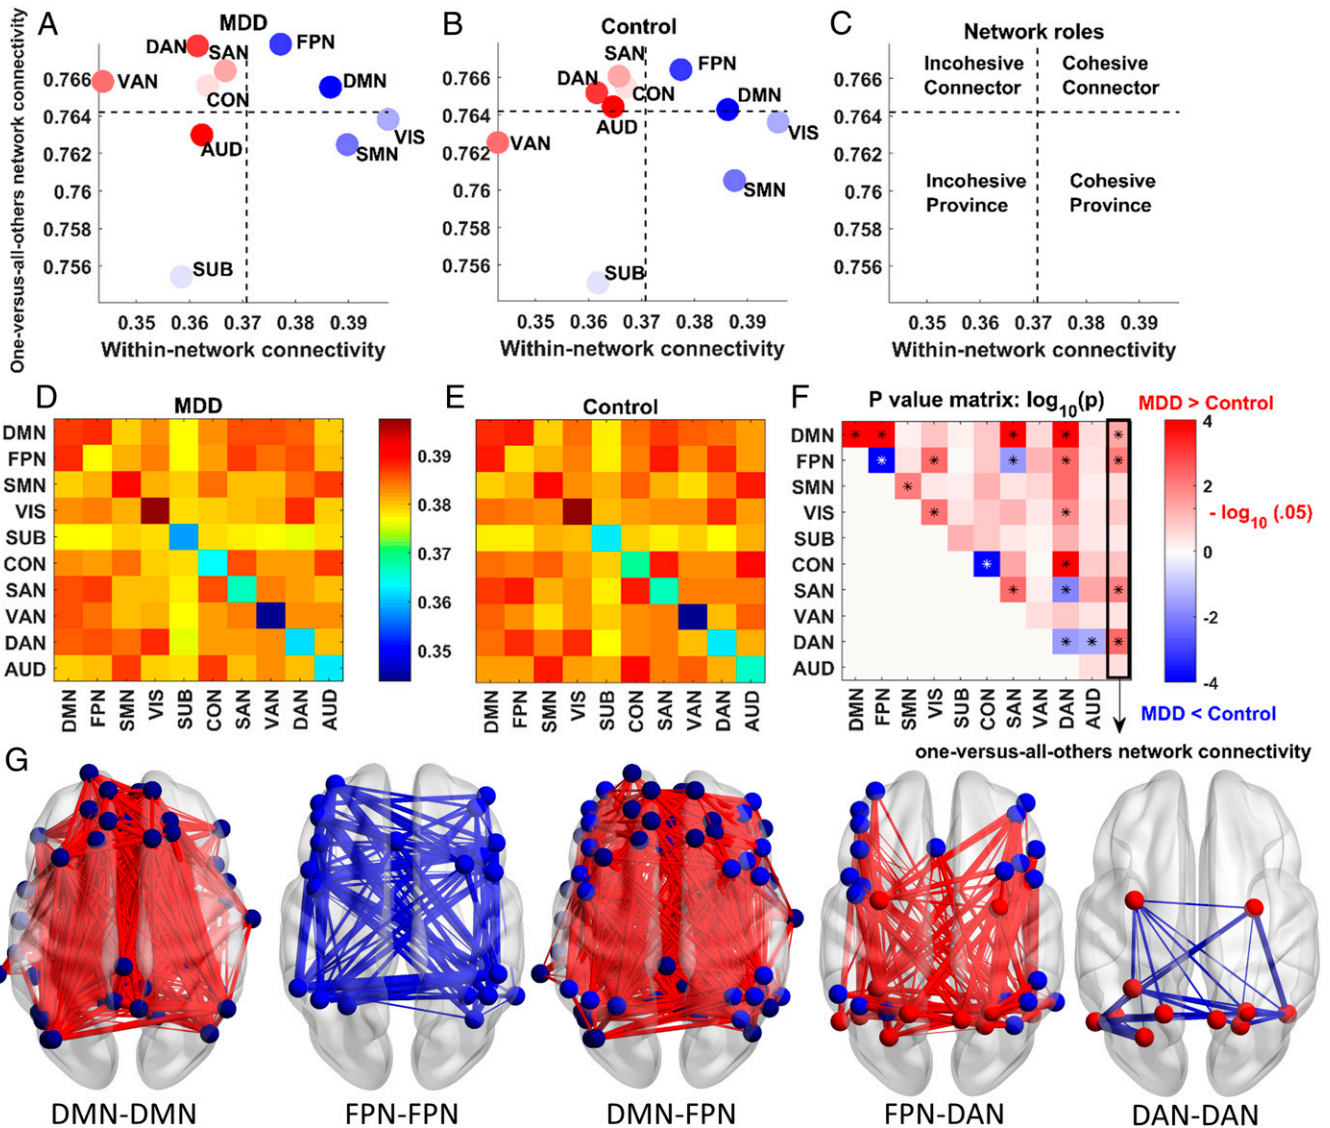 A
MDD
One-versus-all-others network connectivity
0.766
0.764
0.762
0.76
0.758
0.756
DAN
SAN
FPN
VAN
CON
DMN
AUD
VIS
SMN
SUB
0.35
0.36
0.37
0.38
0.39
Within-network connectivity
B
Control
0.766
0.764
0.762
0.76
0.758
0.756
SAN
FPN
DAN
CON
DMN
AUD
VIS
VAN
SMN
SUB
0.35
0.36
0.37
0.38
0.39
Within-network connectivity
C
Network roles
0.766
0.764
0.762
0.76
0.758
0.756
Incohesive
Connector
Cohesive
Connector
Incohesive
Province
Cohesive
Province
0.35
0.36
0.37
0.38
0.39
Within-network connectivity
D
MDD
DMN
FPN
SMN
VIS
SUB
CON
SAN
VAN
DAN
AUD
DMN
FPN
SMN
VIS
SUB
CON
SAN
VAN
DAN
AUD
0.39
0.38
0.37
0.36
0.35
E
Control
DMN
FPN
SMN
VIS
SUB
CON
SAN
VAN
DAN
AUD
F
P value matrix: log10(p)
MDD > Control
DMN
FPN
SMN
VIS
SUB
CON
SAN
VAN
DAN
AUD
DMN
FPN
SMN
VIS
SUB
CON
SAN
VAN
DAN
AUD
4
2
- log10 (.05)
0
-2
-4
MDD < Control
one-versus-all-others network connectivity
G
DMN-DMN
FPN-FPN
DMN-FPN
FPN-DAN
DAN-DAN